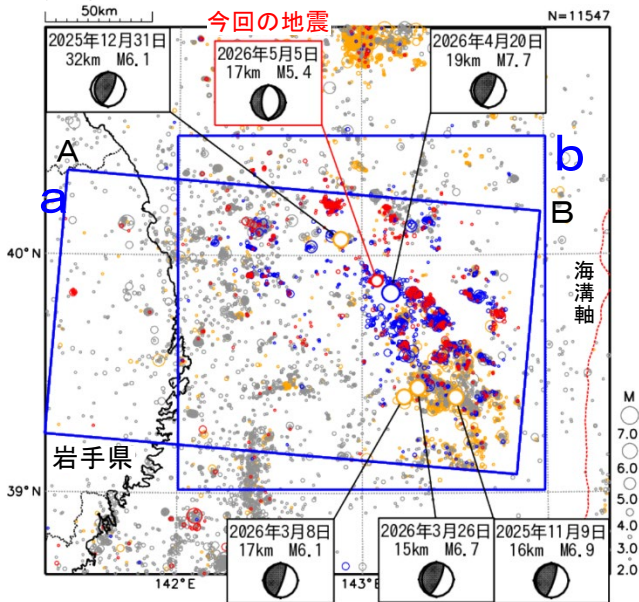 50km
今回の地震
N=11547
2025年12月31日
32km M6.1
2026年5月5日
17km M5.4
2026年4月20日
19km M7.7
A
a
b
B
40°N
海溝軸
M
7.0
6.0
5.0
4.0
3.0
2.0
岩手県
39°N
2026年3月8日
17km M6.1
2026年3月26日
15km M6.7
2025年11月9日
16km M6.9
142°E
143°E